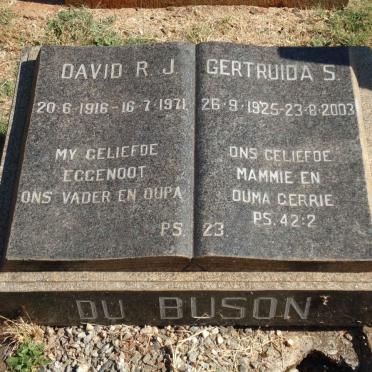 DAVID R. J.
20·6·1916-16·7·1971
MY GELIEFDE
EGGENOOT
ONS VADER EN OUPA
PS. 23.
GERTRUIDA S.
26·9·1925-23·8·2003
ONS GELIEFDE
MAMMIE EN
OUMA GERRIE
PS. 42:2
DU BUSON